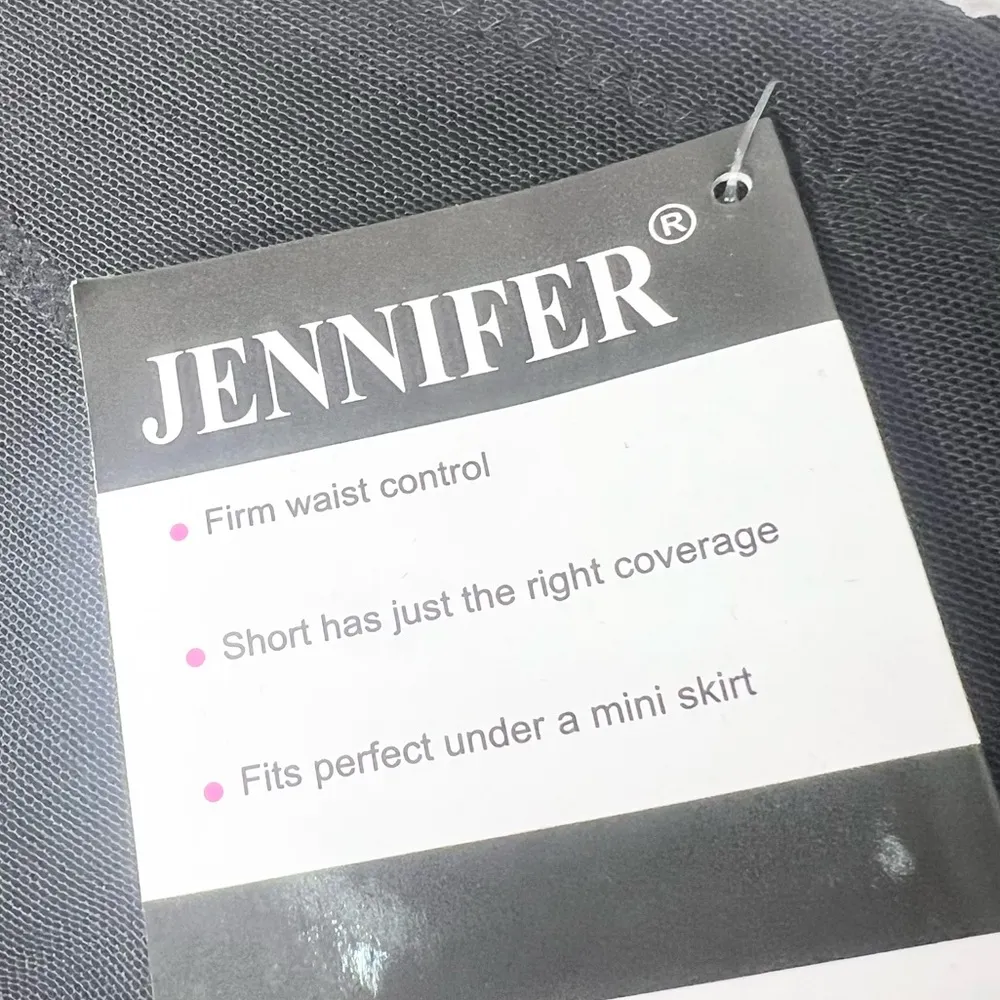 JENNIFER®
• Firm waist control
• Short has just the right coverage
• Fits perfect under a mini skirt